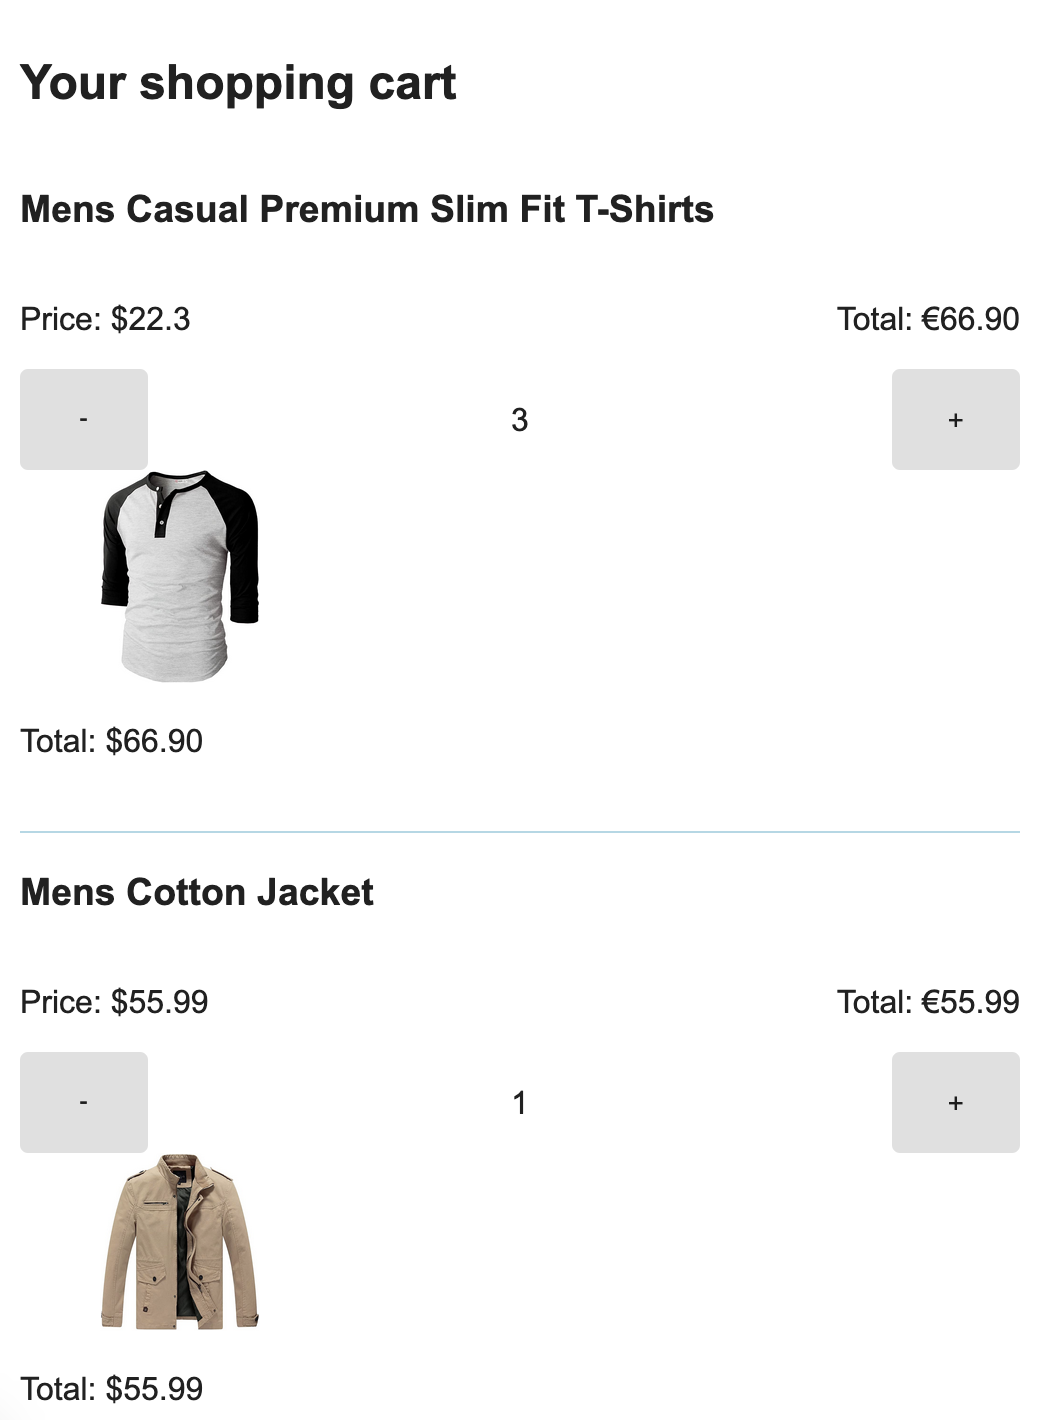 Your shopping cart
Mens Casual Premium Slim Fit T-Shirts
Price: $22.3 Total: €66.90
- 3 +
Total: $66.90
Mens Cotton Jacket
Price: $55.99 Total: €55.99
- 1 +
Total: $55.99